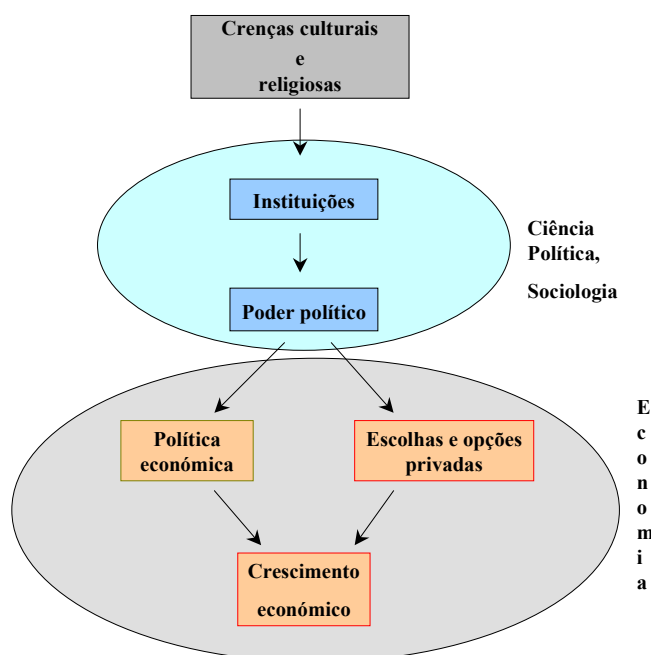 Crenças culturais
e
religiosas
Instituições
Ciência
Política,
Sociologia
Poder político
Política
económica
Escolhas e opções
privadas
Crescimento
económico
E
c
o
n
o
m
i
a